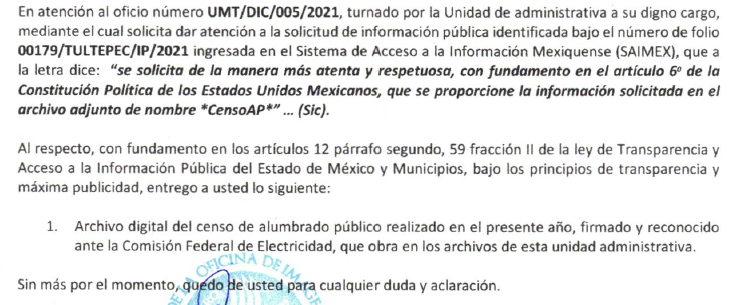 En atención al oficio número UMT/DIC/005/2021, turnado por la Unidad de administrativa a su digno cargo,
mediante el cual solicita dar atención a la solicitud de información pública identificada bajo el número de folio
00179/TULTEPEC/IP/2021 ingresada en el Sistema de Acceso a la Información Mexiquense (SAIMEX), que a
la letra dice: “se solicita de la manera más atenta y respetuosa, con fundamento en el artículo 6º de la
Constitución Política de los Estados Unidos Mexicanos, que se proporcione la información solicitada en el
archivo adjunto de nombre *CensoAP*” ... (Sic).
Al respecto, con fundamento en los artículos 12 párrafo segundo, 59 fracción II de la ley de Transparencia y
Acceso a la Información Pública del Estado de México y Municipios, bajo los principios de transparencia y
máxima publicidad, entrego a usted lo siguiente:
1. Archivo digital del censo de alumbrado público realizado en el presente año, firmado y reconocido
ante la Comisión Federal de Electricidad, que obra en los archivos de esta unidad administrativa.
Sin más por el momento, quedo de usted para cualquier duda y aclaración.
DE LA OFICINA DE